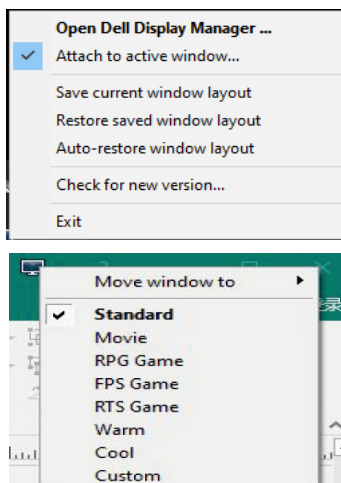 Open Dell Display Manager ...
Attach to active window...
Save current window layout
Restore saved window layout
Auto-restore window layout
Check for new version...
Exit
Move window to
Standard
Movie
RPG Game
FPS Game
RTS Game
Warm
Cool
Custom
录